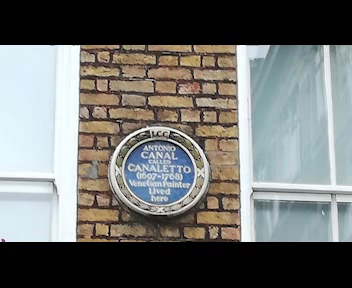 L.C.C.
ANTONIO
CANAL
CALLED
CANALETTO
(1697-1768)
Venetian Painter
Lived
here